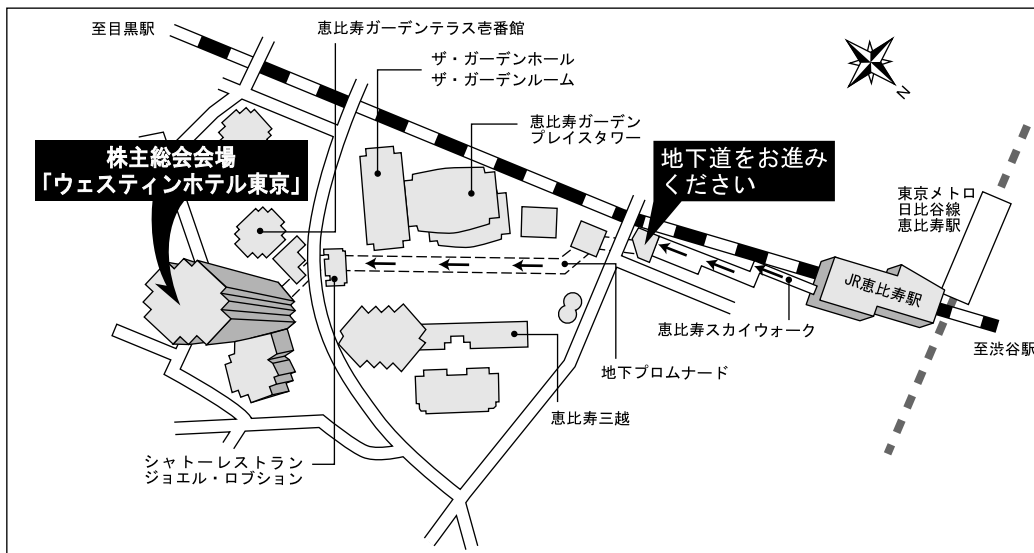 至目黒駅
恵比寿ガーデンテラス壱番館
ザ・ガーデンホール
ザ・ガーデンルーム
恵比寿ガーデン
プレイスタワー
N
株主総会会場
「ウェスティンホテル東京」
地下道をお進み
ください
東京メトロ
日比谷線
恵比寿駅
JR恵比寿駅
恵比寿スカイウォーク
至渋谷駅
地下プロムナード
恵比寿三越
シャトーレストラン
ジョエル・ロブション